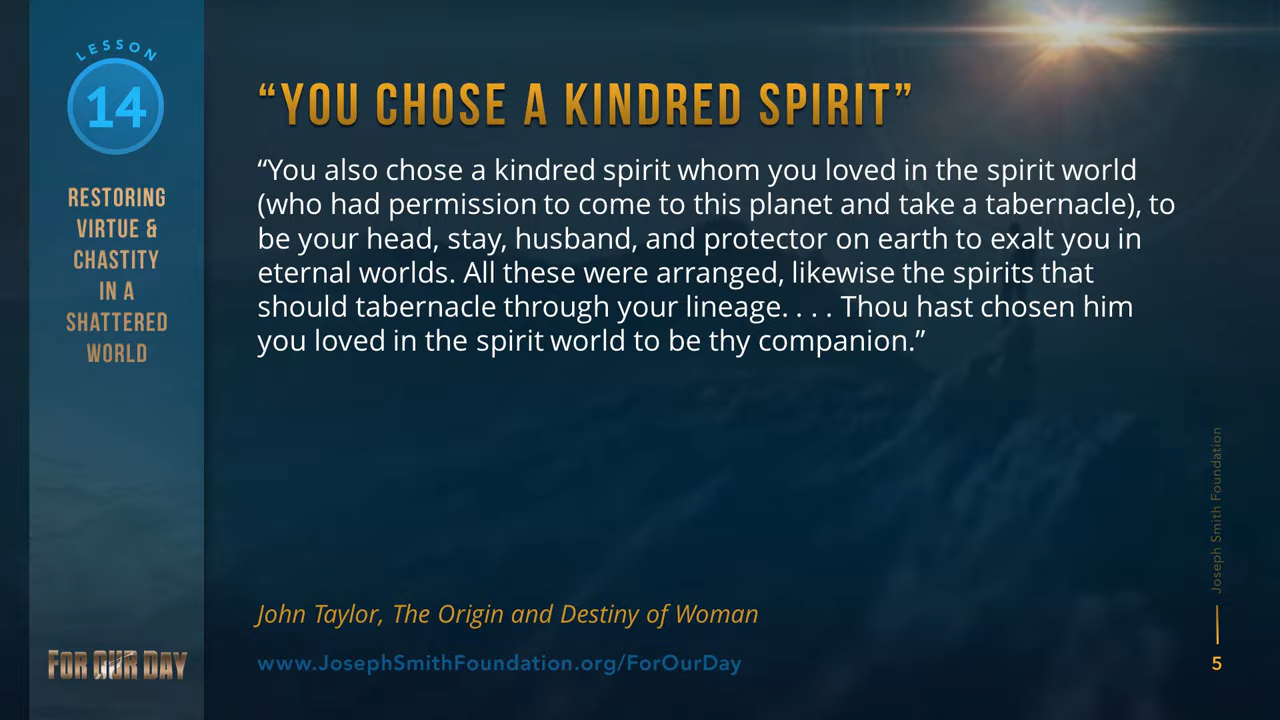 LESSON
14
RESTORING
VIRTUE &
CHASTITY
IN A
SHATTERED
WORLD
FOR OUR DAY
“YOU CHOSE A KINDRED SPIRIT”
“You also chose a kindred spirit whom you loved in the spirit world
(who had permission to come to this planet and take a tabernacle), to
be your head, stay, husband, and protector on earth to exalt you in
eternal worlds. All these were arranged, likewise the spirits that
should tabernacle through your lineage. . . . Thou hast chosen him
you loved in the spirit world to be thy companion.”
John Taylor, The Origin and Destiny of Woman
www.JosephSmithFoundation.org/ForOurDay
Joseph Smith Foundation
5